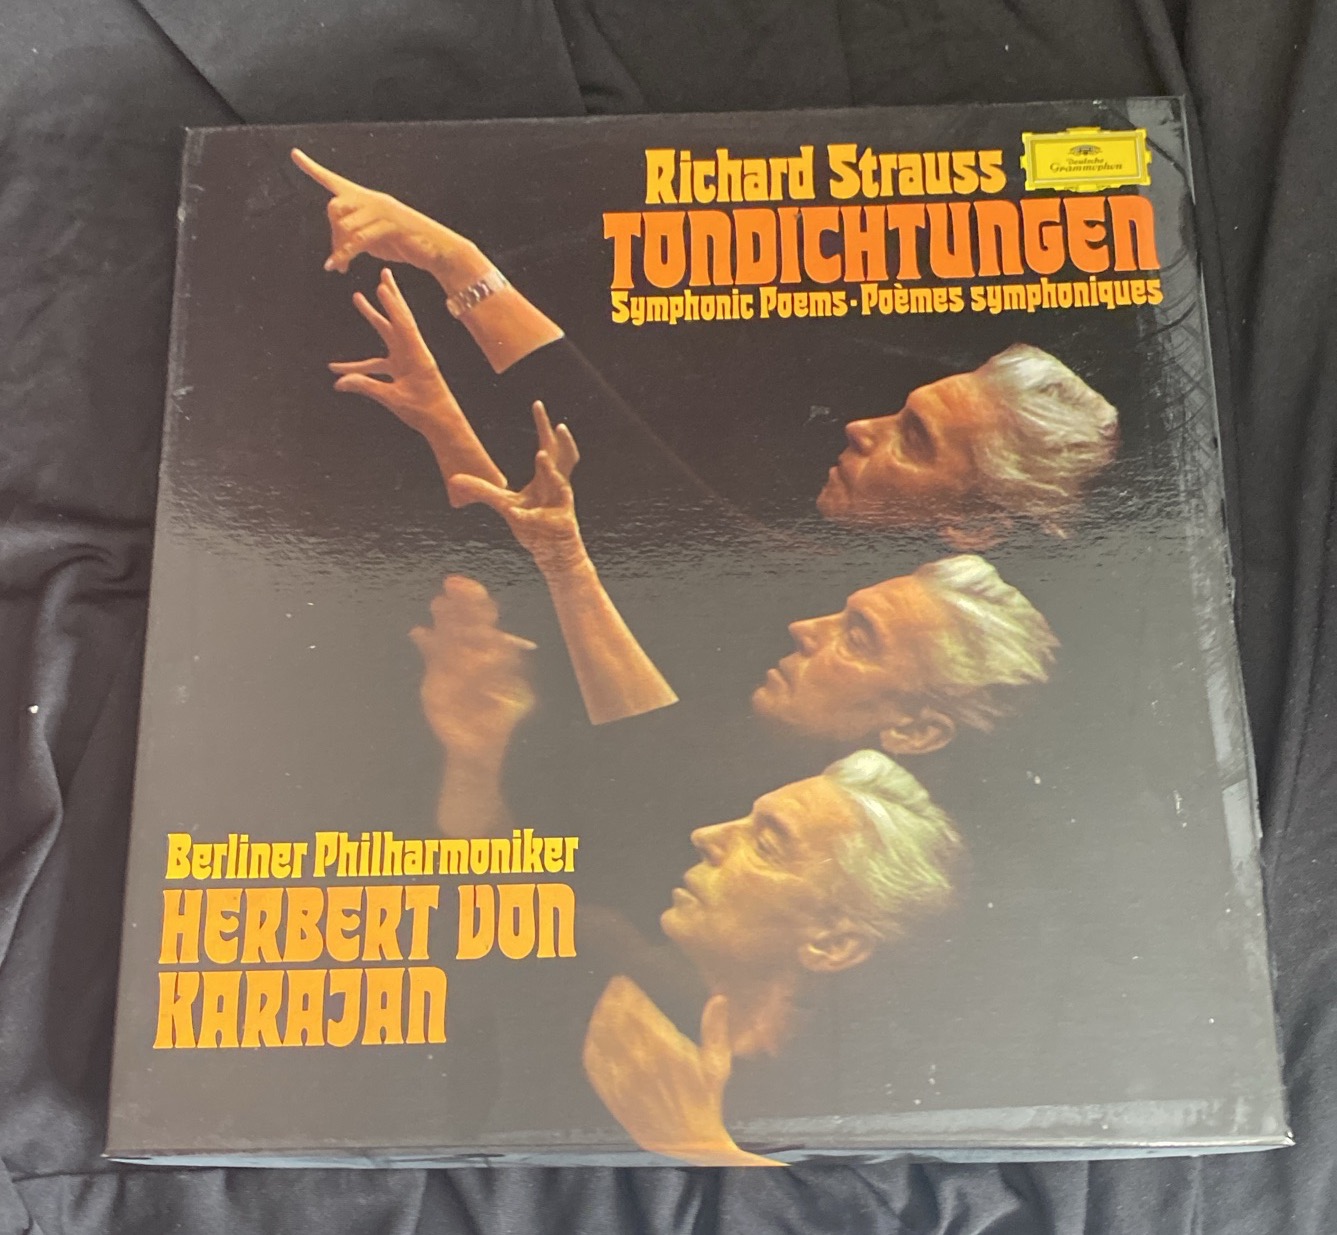 Richard Strauss
Deutsche
Grammophon
TONDICHTUNGEN
Symphonic Poems · Poèmes symphoniques
Berliner Philharmoniker
HERBERT VON
KARAJAN